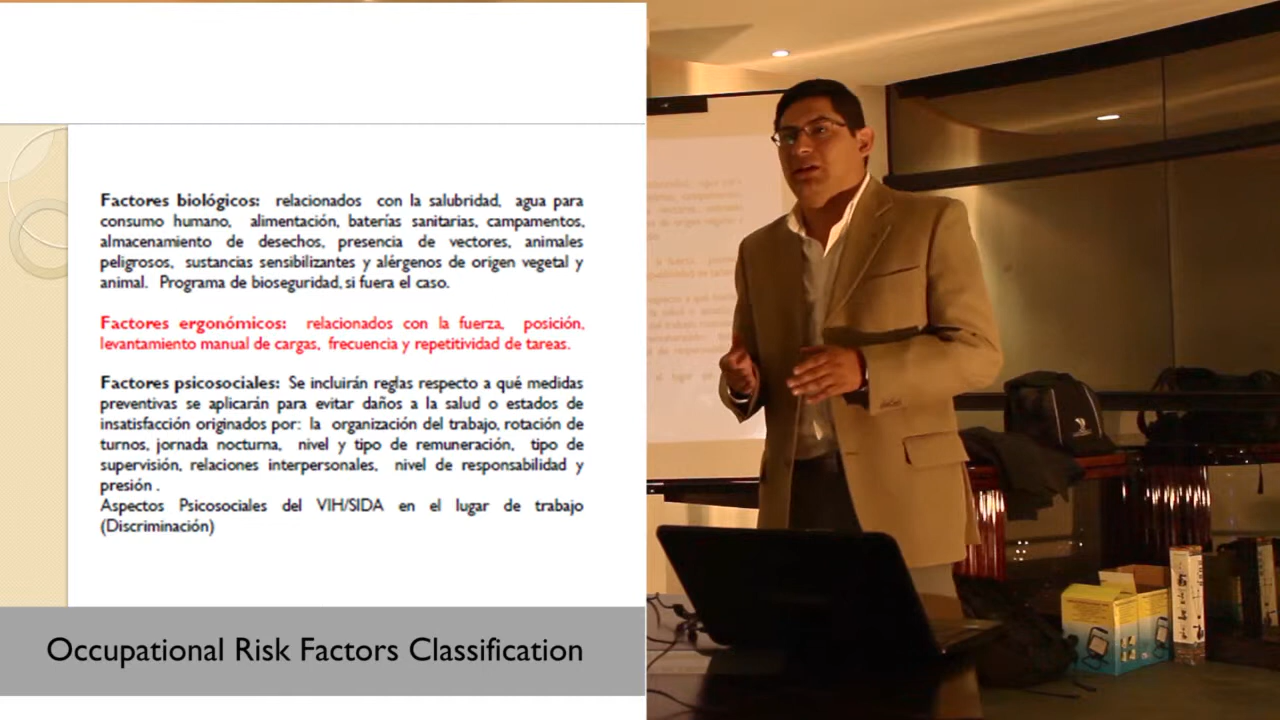 Factores biológicos: relacionados con la salubridad, agua para
consumo humano, alimentación, baterías sanitarias, campamentos,
almacenamiento de desechos, presencia de vectores, animales
peligrosos, sustancias sensibilizantes y alérgenos de origen vegetal y
animal. Programa de bioseguridad, si fuera el caso.
Factores ergonómicos: relacionados con la fuerza, posición,
levantamiento manual de cargas, frecuencia y repetitividad de tareas.
Factores psicosociales: Se incluirán reglas respecto a qué medidas
preventivas se aplicarán para evitar daños a la salud o estados de
insatisfacción originados por: la organización del trabajo, rotación de
turnos, jornada nocturna, nivel y tipo de remuneración, tipo de
supervisión, relaciones interpersonales, nivel de responsabilidad y
presión .
Aspectos Psicosociales del VIH/SIDA en el lugar de trabajo
(Discriminación)
Occupational Risk Factors Classification